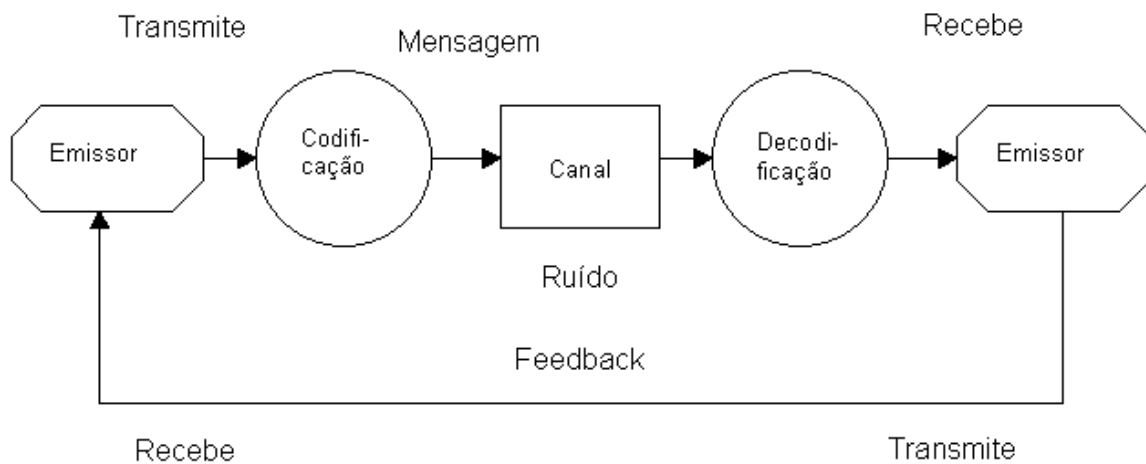 Transmite
Mensagem
Recebe
Emissor
Codifi-
cação
Canal
Decodi-
ficação
Emissor
Ruído
Feedback
Recebe
Transmite